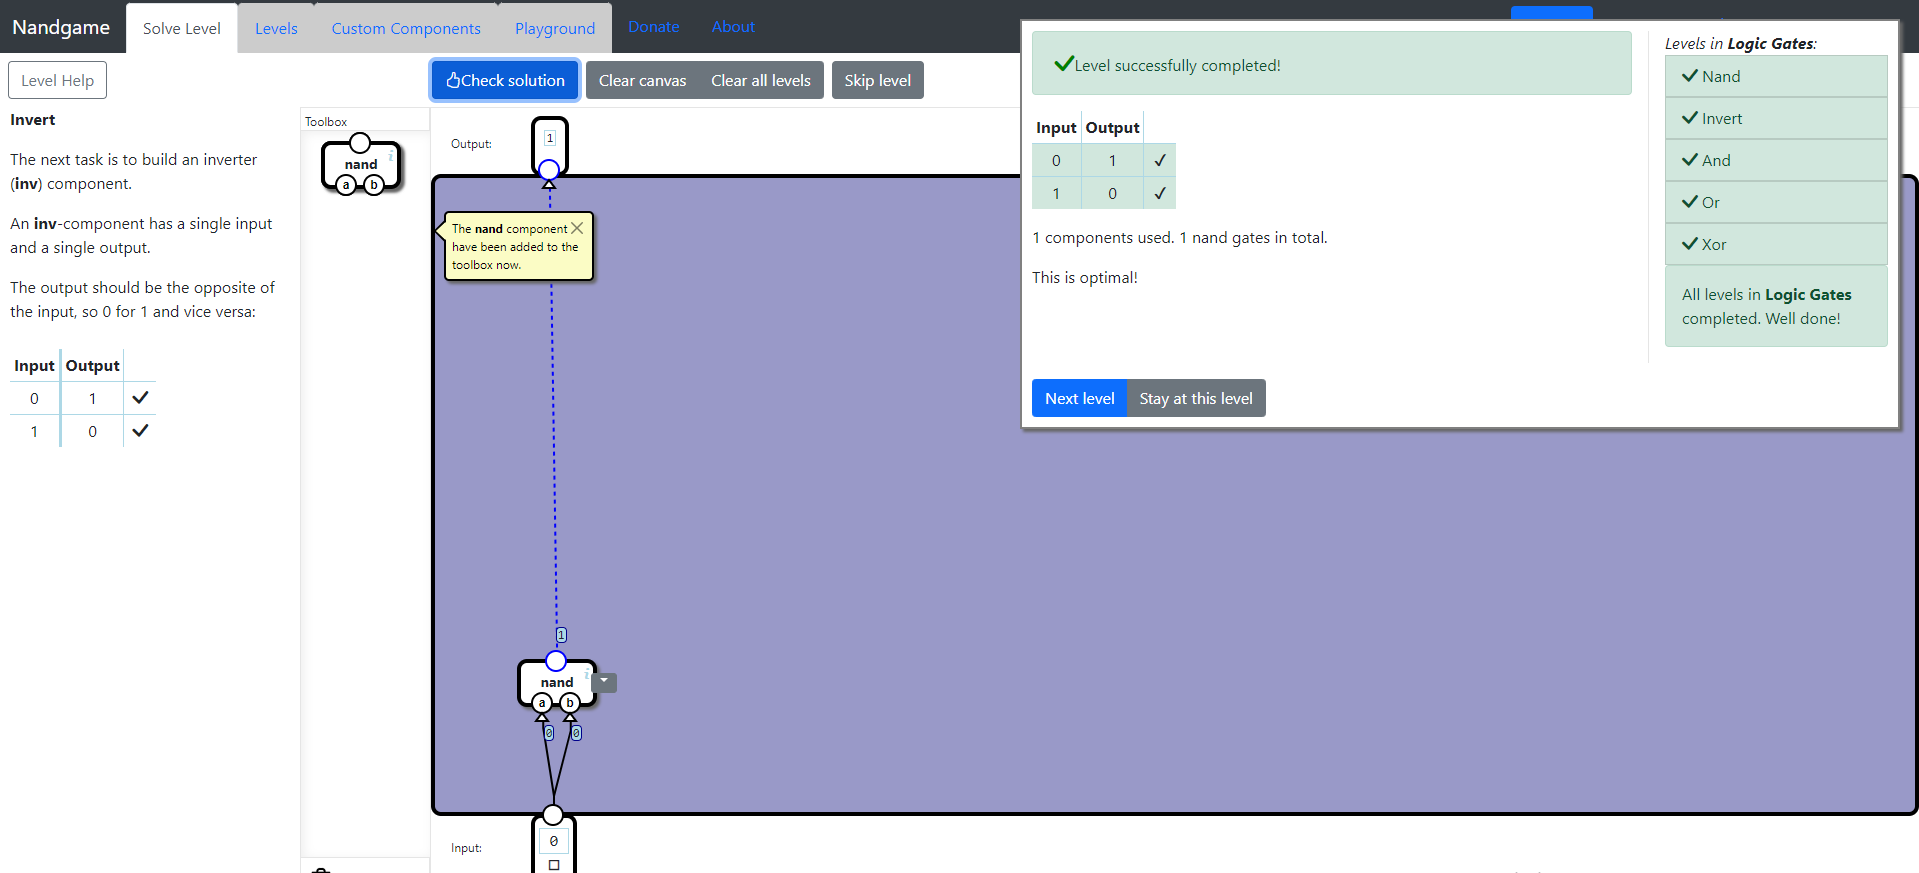 Nandgame
Solve Level
Levels
Custom Components
Playground
Donate
About
Level Help
Check solution
Clear canvas
Clear all levels
Skip level
Invert
The next task is to build an inverter
(inv) component.
An inv-component has a single input
and a single output.
The output should be the opposite of
the input, so 0 for 1 and vice versa:
Input Output
0 1
1 0
Toolbox
nand
i
a b
Output:
1
The nand component
have been added to the
toolbox now.
1
nand
i
a b
0 0
Input:
0
Level successfully completed!
Input Output
0 1
1 0
1 components used. 1 nand gates in total.
This is optimal!
Next level
Stay at this level
Levels in Logic Gates:
Nand
Invert
And
Or
Xor
All levels in Logic Gates
completed. Well done!